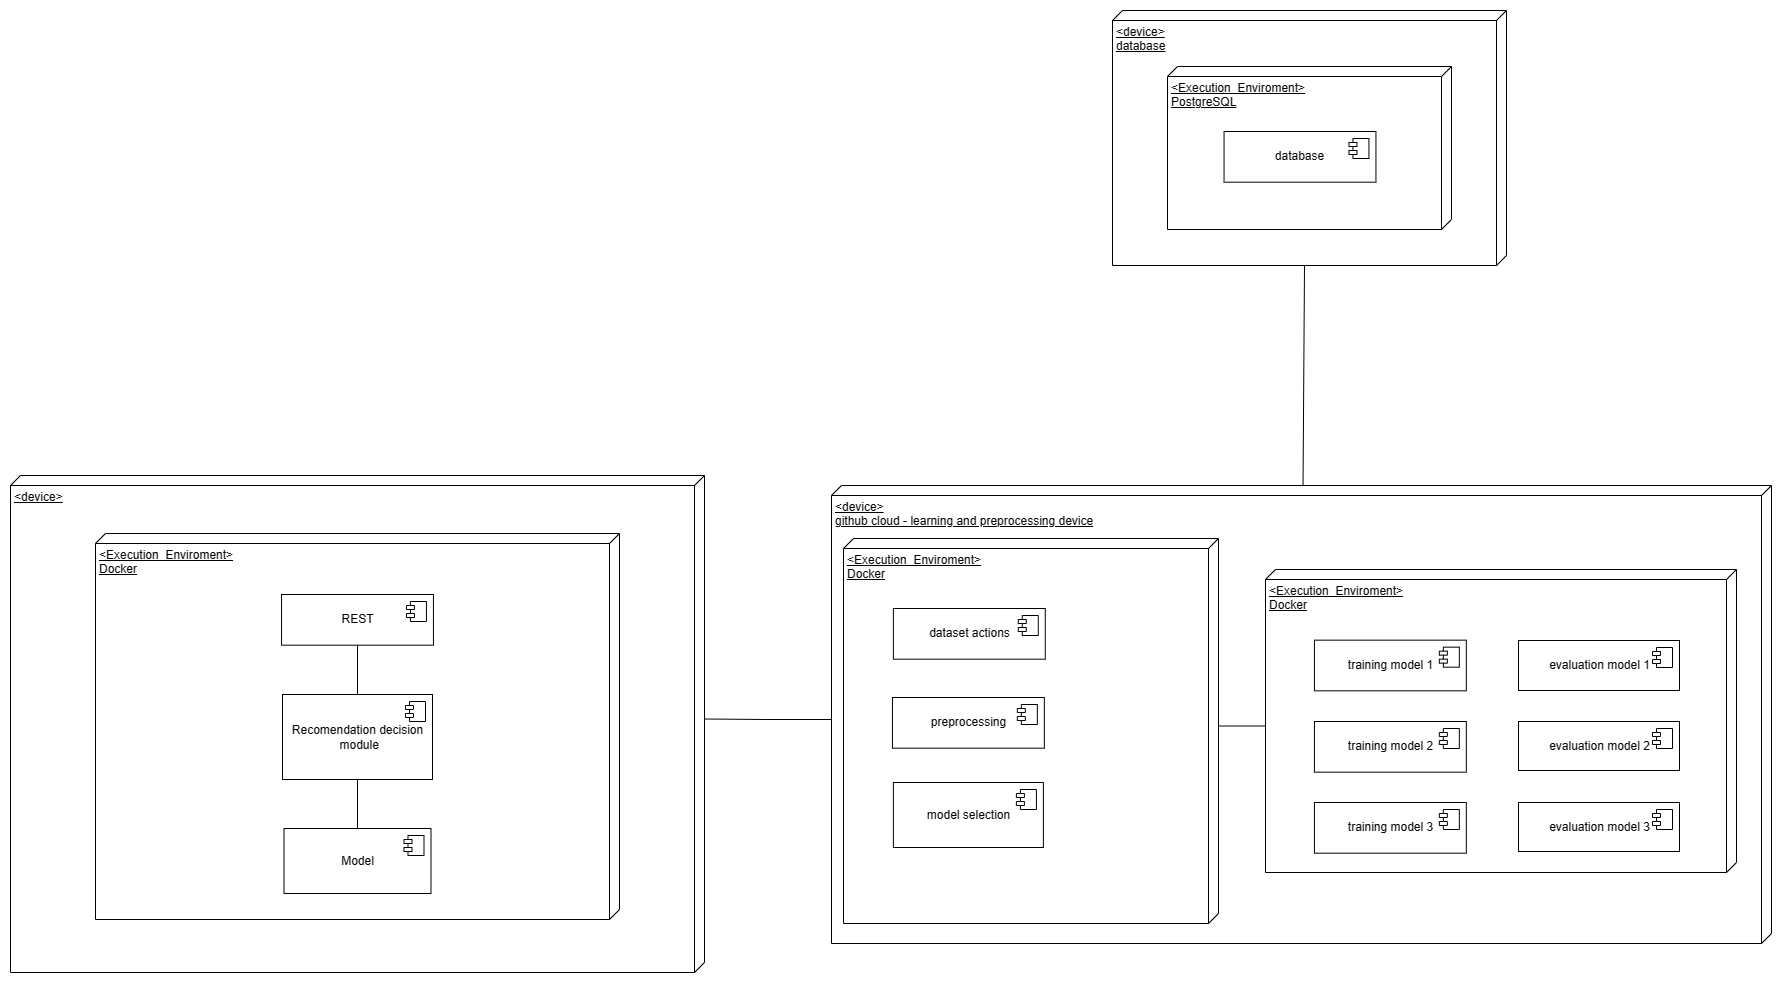 <device>
database
<Execution_Enviroment>
PostgreSQL
database
<device>
<Execution_Enviroment>
Docker
REST
Recomendation decision
module
Model
<device>
github cloud - learning and preprocessing device
<Execution_Enviroment>
Docker
dataset actions
preprocessing
model selection
<Execution_Enviroment>
Docker
training model 1
evaluation model 1
training model 2
evaluation model 2
training model 3
evaluation model 3